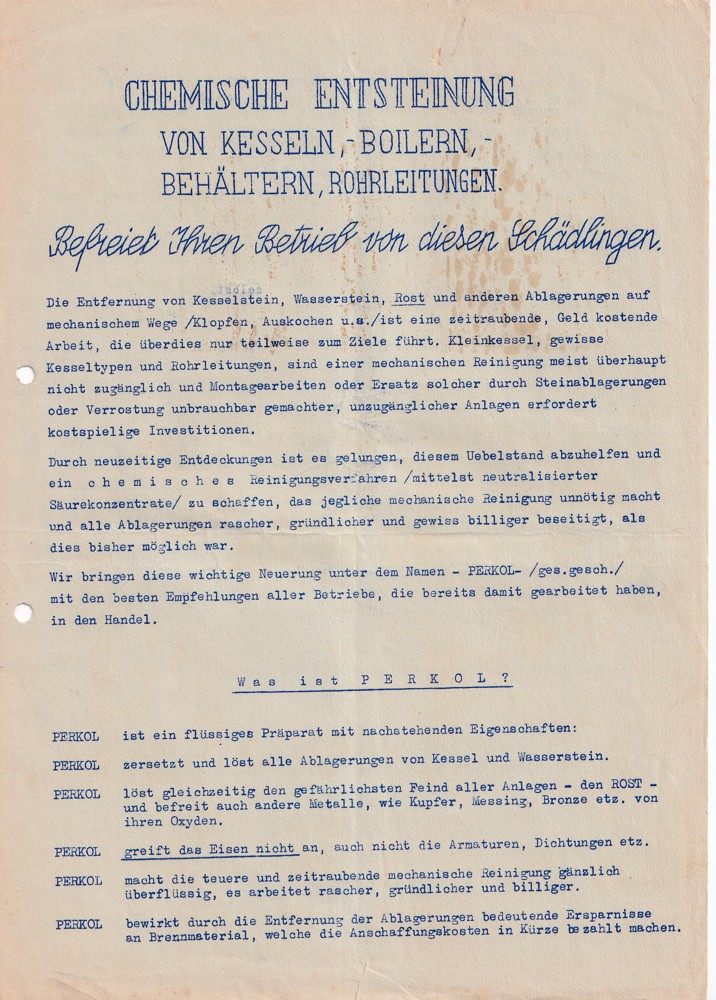 CHEMISCHE ENTSTEINUNG
VON KESSELN,-BOILERN,-
BEHÄLTERN, ROHRLEITUNGEN.
Befreiet Ihren Betrieb von diesen Schädlingen.
Die Entfernung von Kesselstein, Wasserstein, Rost und anderen Ablagerungen auf
mechanischem Wege /Klopfen, Auskochen u.s./ist eine zeitraubende, Geld kostende
Arbeit, die überdies nur teilweise zum Ziele führt. Kleinkessel, gewisse
Kesseltypen und Rohrleitungen, sind einer mechanischen Reinigung meist überhaupt
nicht zugänglich und Montagearbeiten oder Ersatz solcher durch Steinablagerungen
oder Verrostung unbrauchbar gemachter, unzugänglicher Anlagen erfordert
kostspielige Investitionen.
Durch neuzeitige Entdeckungen ist es gelungen, diesem Uebelstand abzuhelfen und
ein c h e m i s c h e s Reinigungsverfahren /mittelst neutralisierter
Säurekonzentrate/ zu schaffen, das jegliche mechanische Reinigung unnötig macht
und alle Ablagerungen rascher, gründlicher und gewiss billiger beseitigt, als
dies bisher möglich war.
Wir bringen diese wichtige Neuerung unter dem Namen - PERKOL- /ges.gesch./
mit den besten Empfehlungen aller Betriebe, die bereits damit gearbeitet haben,
in den Handel.
W a s i s t P E R K O L ?
PERKOL ist ein flüssiges Präparat mit nachstehenden Eigenschaften:
PERKOL zersetzt und löst alle Ablagerungen von Kessel und Wasserstein.
PERKOL löst gleichzeitig den gefährlichsten Feind aller Anlagen - den ROST -
und befreit auch andere Metalle, wie Kupfer, Messing, Bronze etz. von
ihren Oxyden.
PERKOL greift das Eisen nicht an, auch nicht die Armaturen, Dichtungen etz.
PERKOL macht die teuere und zeitraubende mechanische Reinigung gänzlich
überflüssig, es arbeitet rascher, gründlicher und billiger.
PERKOL bewirkt durch die Entfernung der Ablagerungen bedeutende Ersparnisse
an Brennmaterial, welche die Anschaffungskosten in Kürze bezahlt machen.